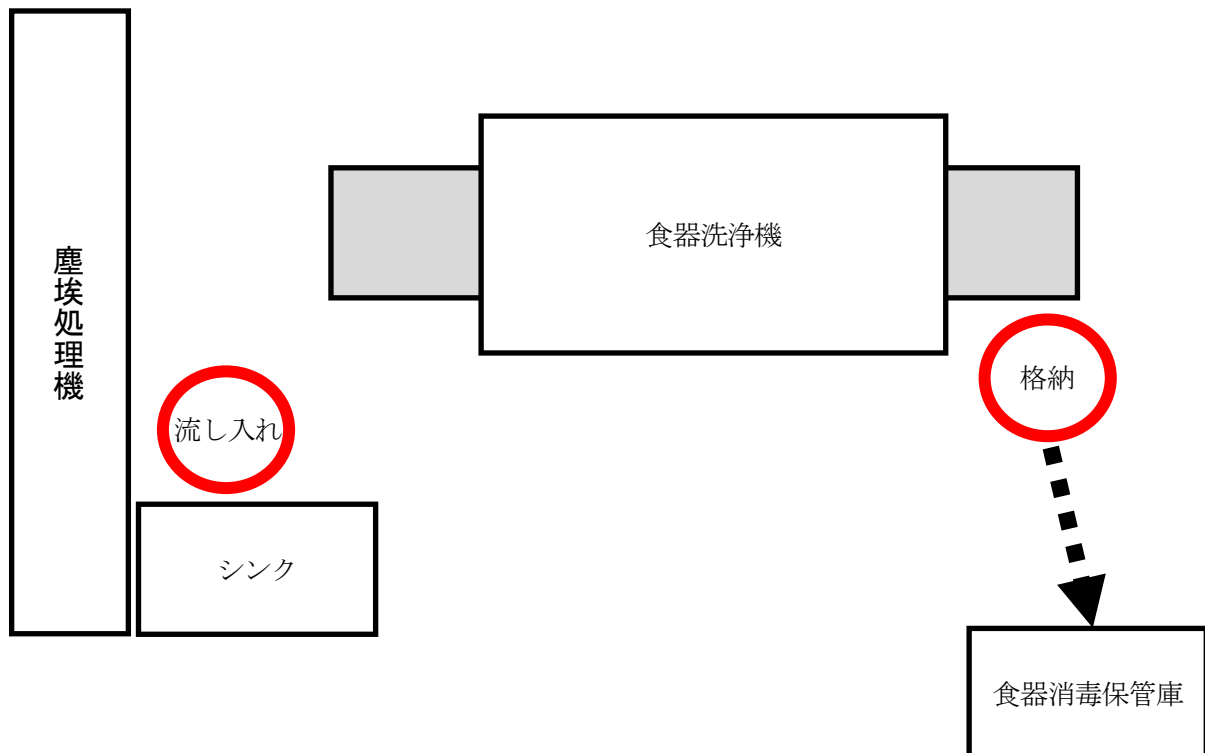 塵埃処理機
食器洗浄機
格納
流し入れ
シンク
食器消毒保管庫